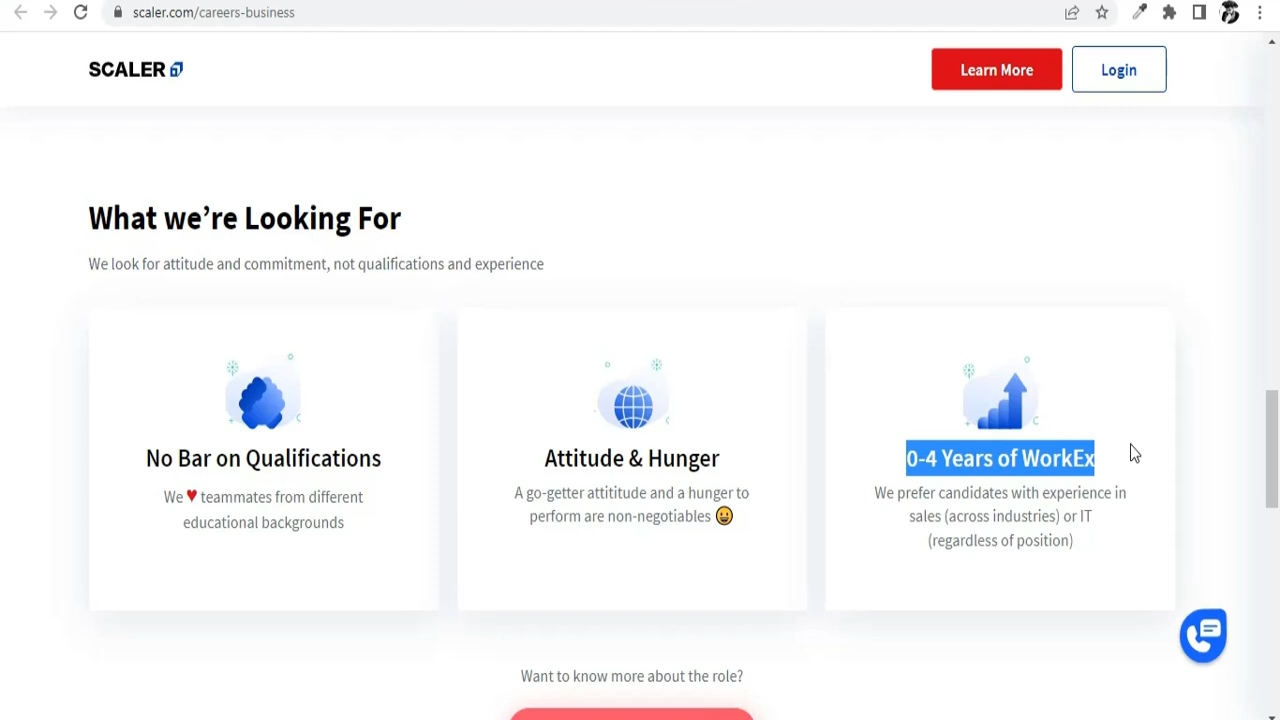 scaler.com/careers-business
SCALER
Learn More
Login
What we’re Looking For
We look for attitude and commitment, not qualifications and experience
No Bar on Qualifications
We ♥ teammates from different
educational backgrounds
Attitude & Hunger
A go-getter attititude and a hunger to
perform are non-negotiables 😀
0-4 Years of WorkEx
We prefer candidates with experience in
sales (across industries) or IT
(regardless of position)
Want to know more about the role?